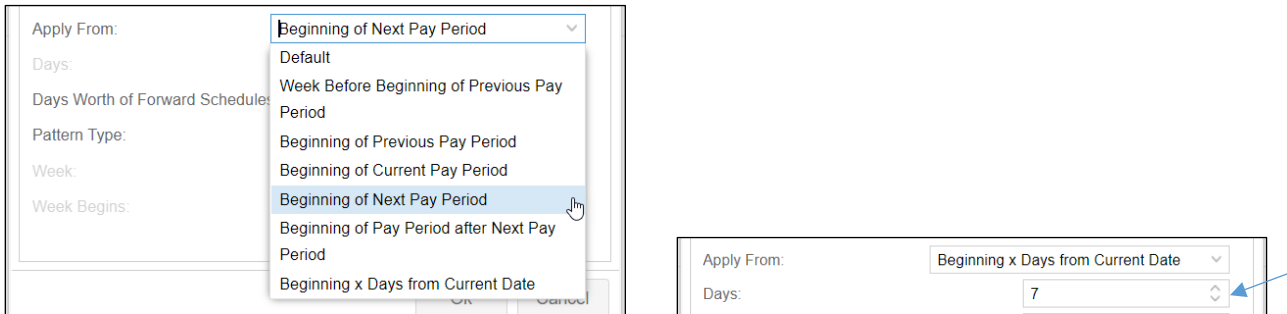 Apply From: Beginning of Next Pay Period
Days: Default
Week Before Beginning of Previous Pay
Days Worth of Forward Schedules Period
Pattern Type: Beginning of Previous Pay Period
Week: Beginning of Current Pay Period
Week Begins: Beginning of Next Pay Period
Beginning of Pay Period after Next Pay
Period
Beginning x Days from Current Date
Ok Cancel
Apply From: Beginning x Days from Current Date
Days: 7